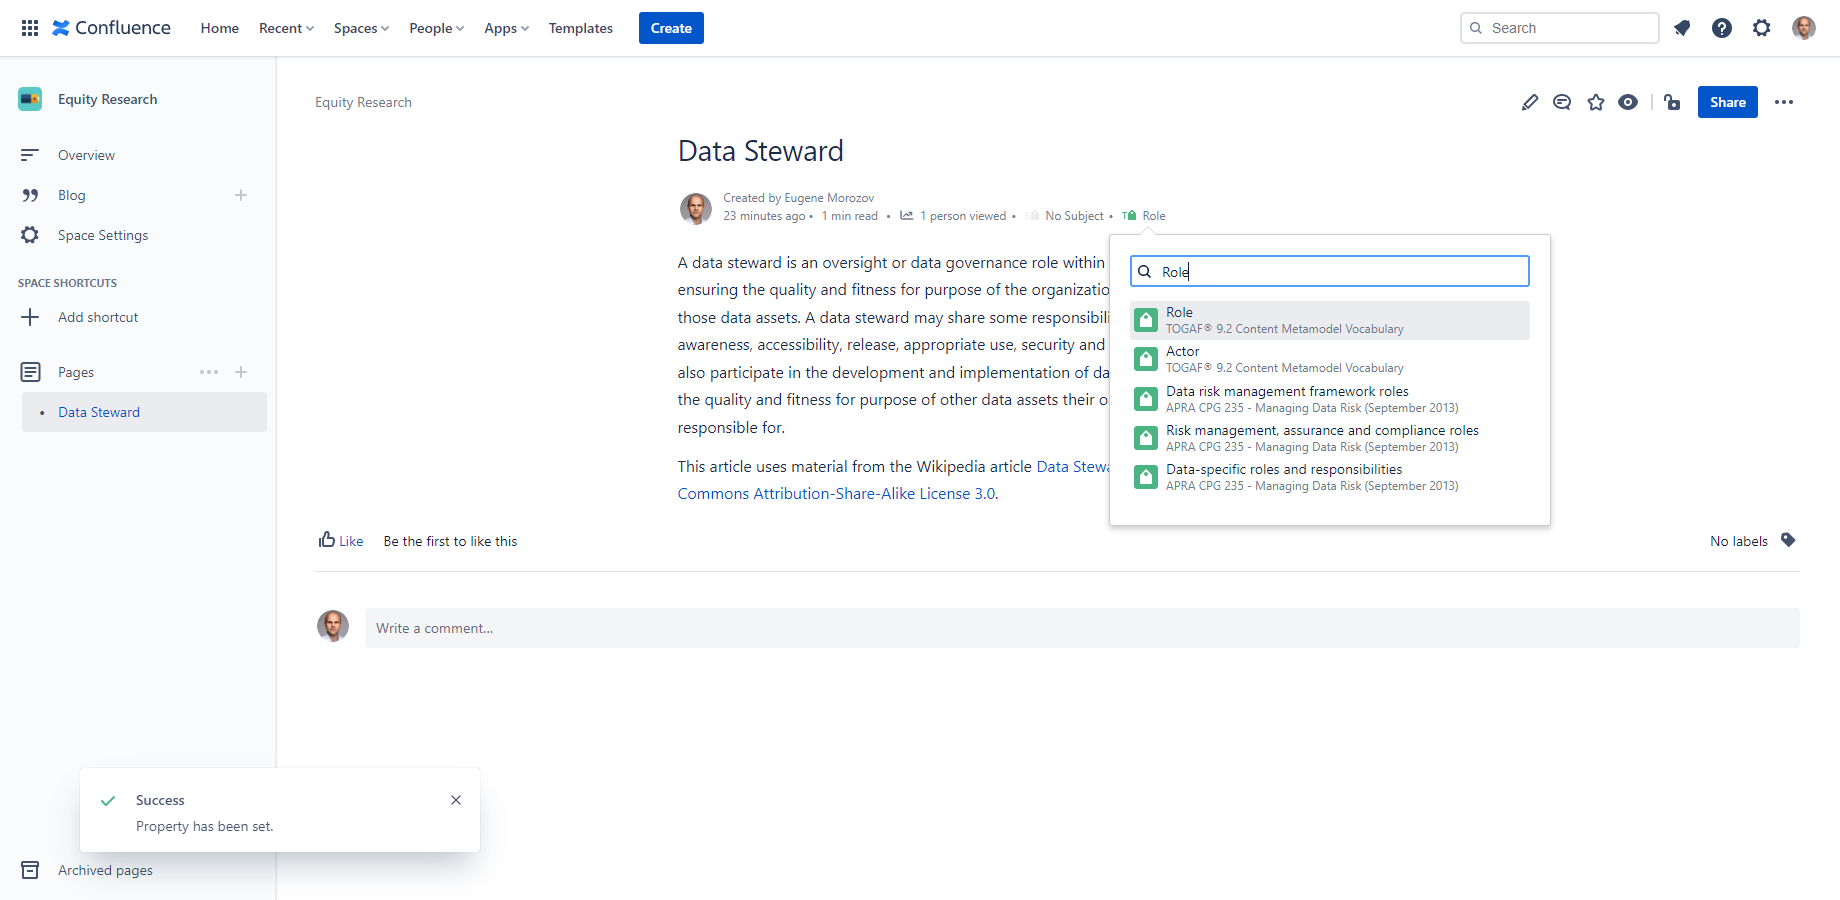 Confluence Home Recent Spaces People Apps Templates Create Search
Equity Research
Overview
Blog
Space Settings
SPACE SHORTCUTS
Add shortcut
Pages
Data Steward
Archived pages
Equity Research
Share
Data Steward
Created by Eugene Morozov
23 minutes ago • 1 min read • 1 person viewed • No Subject • Role
A data steward is an oversight or data governance role within
ensuring the quality and fitness for purpose of the organizatio
those data assets. A data steward may share some responsibili
awareness, accessibility, release, appropriate use, security and
also participate in the development and implementation of da
the quality and fitness for purpose of other data assets their o
responsible for.
This article uses material from the Wikipedia article Data Stewa
Commons Attribution-Share-Alike License 3.0.
Role
Role
TOGAF® 9.2 Content Metamodel Vocabulary
Actor
TOGAF® 9.2 Content Metamodel Vocabulary
Data risk management framework roles
APRA CPG 235 - Managing Data Risk (September 2013)
Risk management, assurance and compliance roles
APRA CPG 235 - Managing Data Risk (September 2013)
Data-specific roles and responsibilities
APRA CPG 235 - Managing Data Risk (September 2013)
Like Be the first to like this
No labels
Write a comment...
Success
Property has been set.